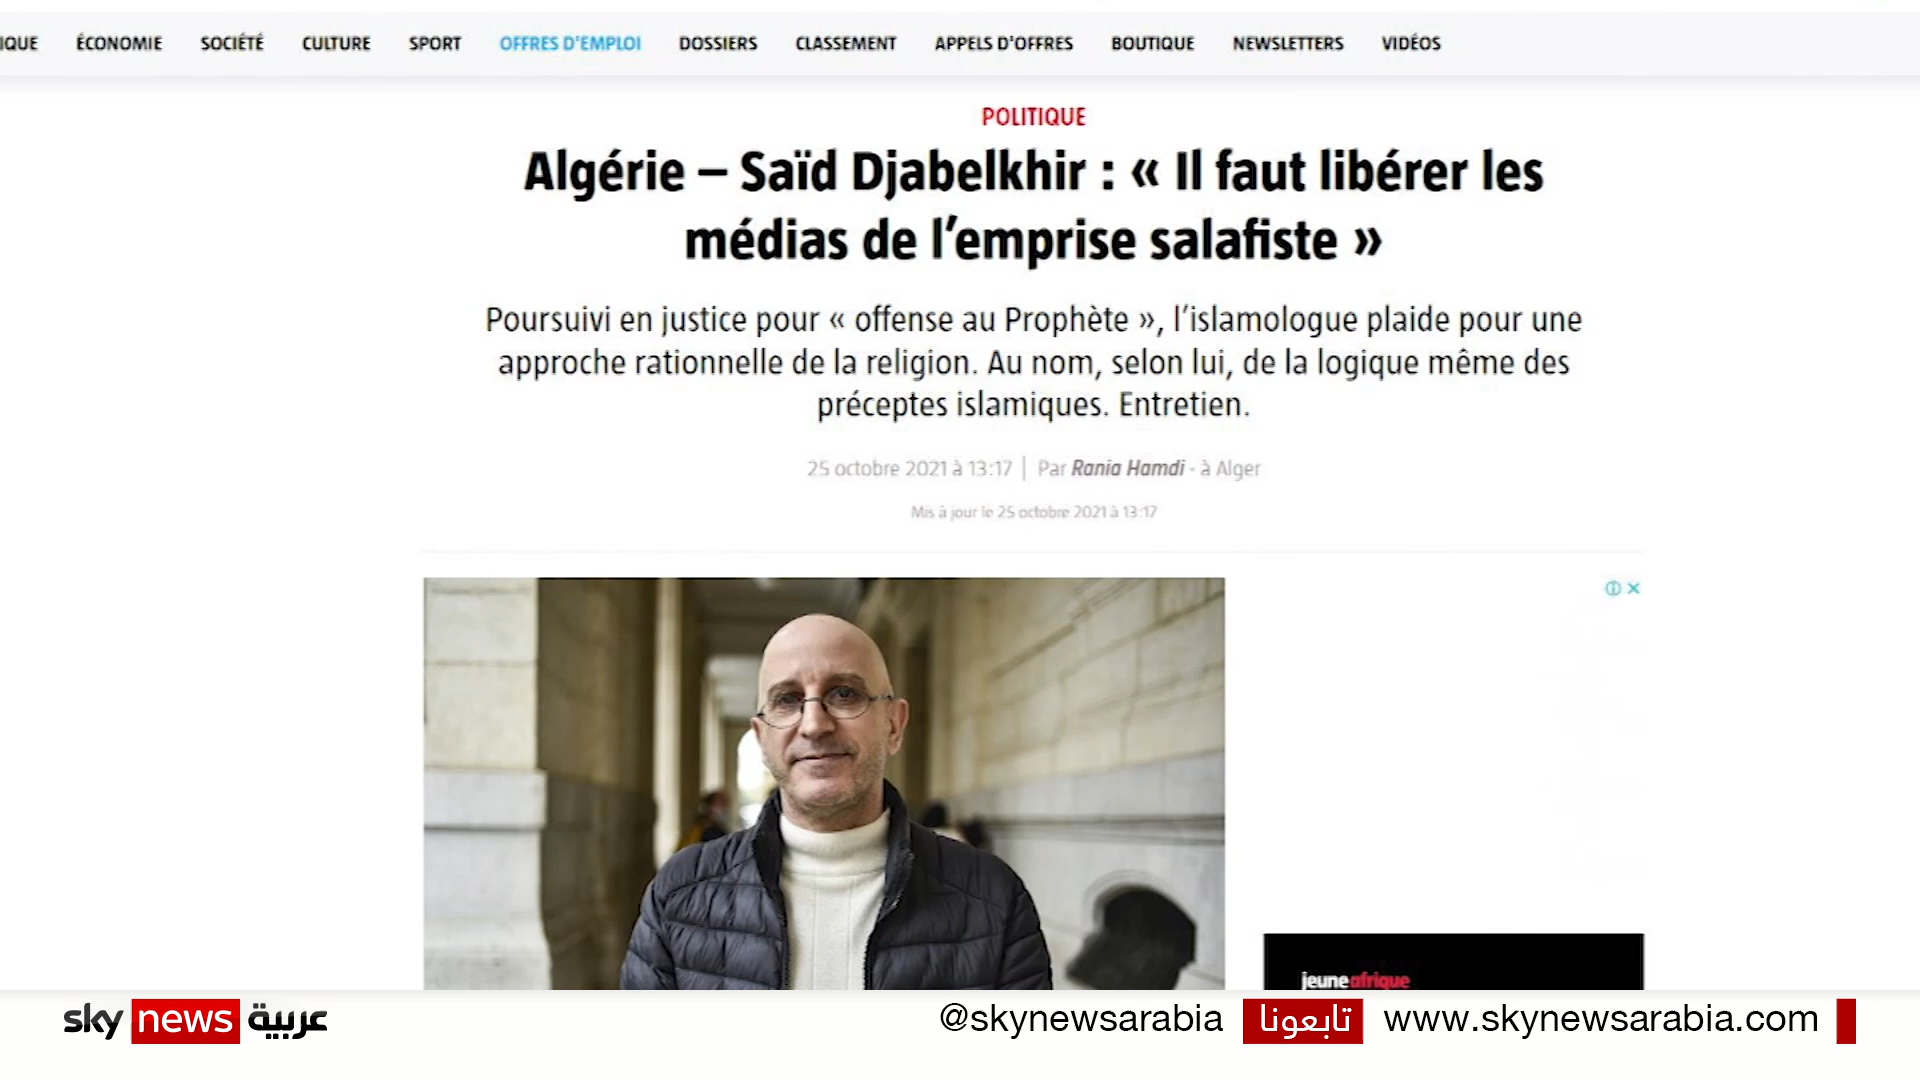 IQUE ÉCONOMIE SOCIÉTÉ CULTURE SPORT OFFRES D'EMPLOI DOSSIERS CLASSEMENT APPELS D'OFFRES BOUTIQUE NEWSLETTERS VIDÉOS
POLITIQUE
Algérie – Saïd Djabelkhir : « Il faut libérer les
médias de l'emprise salafiste »
Poursuivi en justice pour « offense au Prophète », l'islamologue plaide pour une
approche rationnelle de la religion. Au nom, selon lui, de la logique même des
préceptes islamiques. Entretien.
25 octobre 2021 à 13:17 | Par Rania Hamdi - à Alger
Mis à jour le 25 octobre 2021 à 13:17
jeuneafrique
sky news عربية
@skynewsarabia تابعونا www.skynewsarabia.com